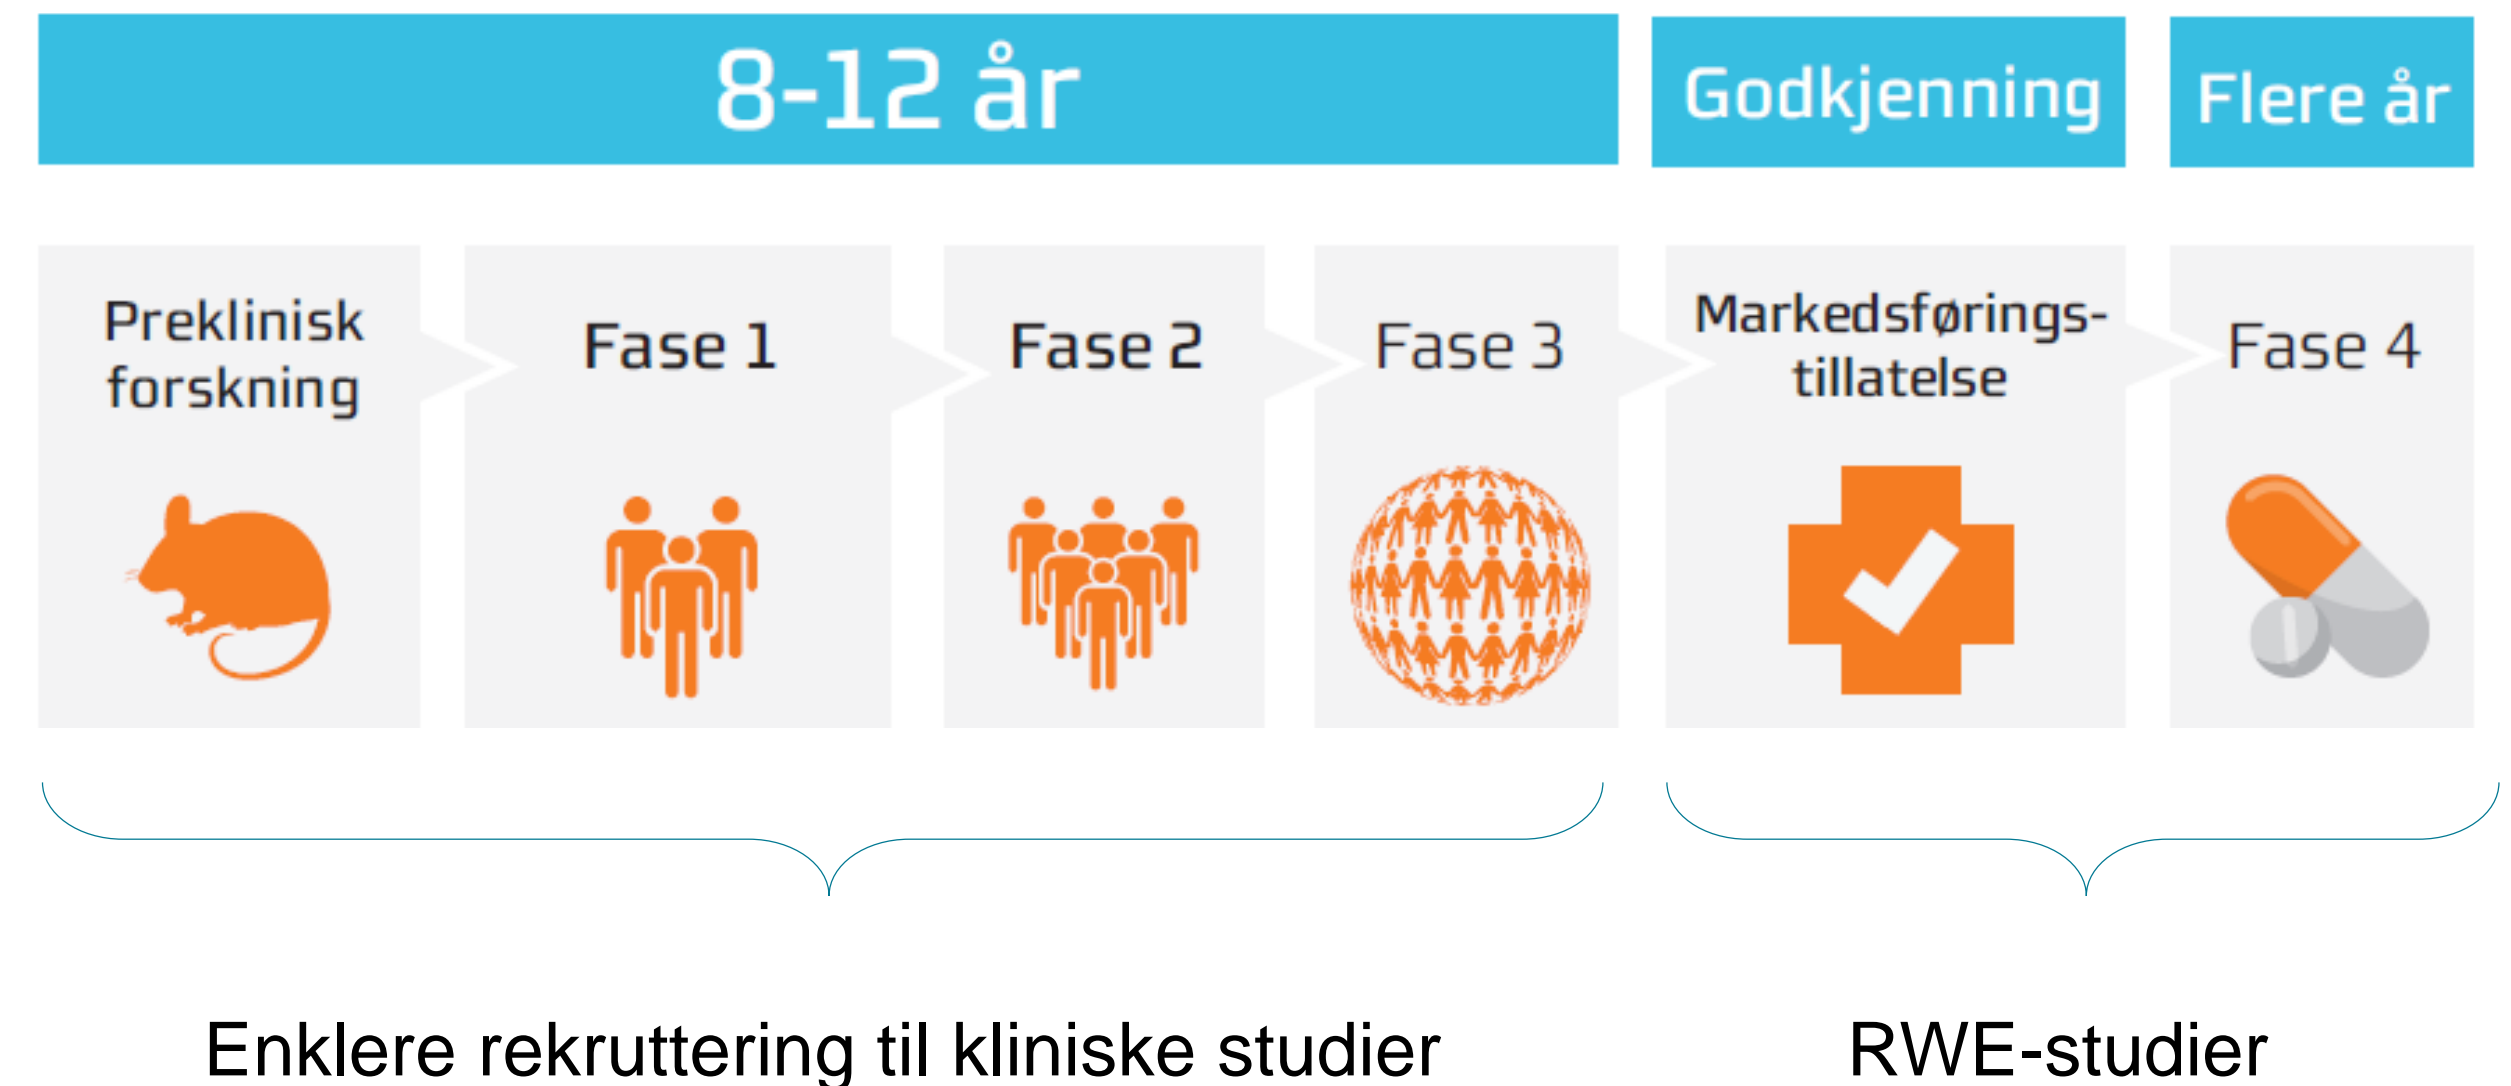 8-12 år
Godkjenning
Flere år
Preklinisk
forskning
Fase 1
Fase 2
Fase 3
Markedsførings-
tillatelse
Fase 4
Enklere rekruttering til kliniske studier
RWE-studier